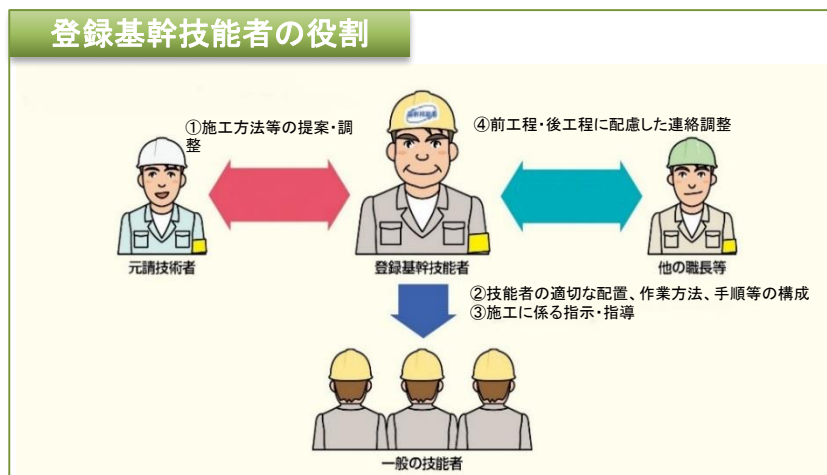 登録基幹技能者の役割
①施工方法等の提案・調
整
④前工程・後工程に配慮した連絡調整
元請技術者
登録基幹技能者
他の職長等
②技能者の適切な配置、作業方法、手順等の構成
③施工に係る指示・指導
一般の技能者